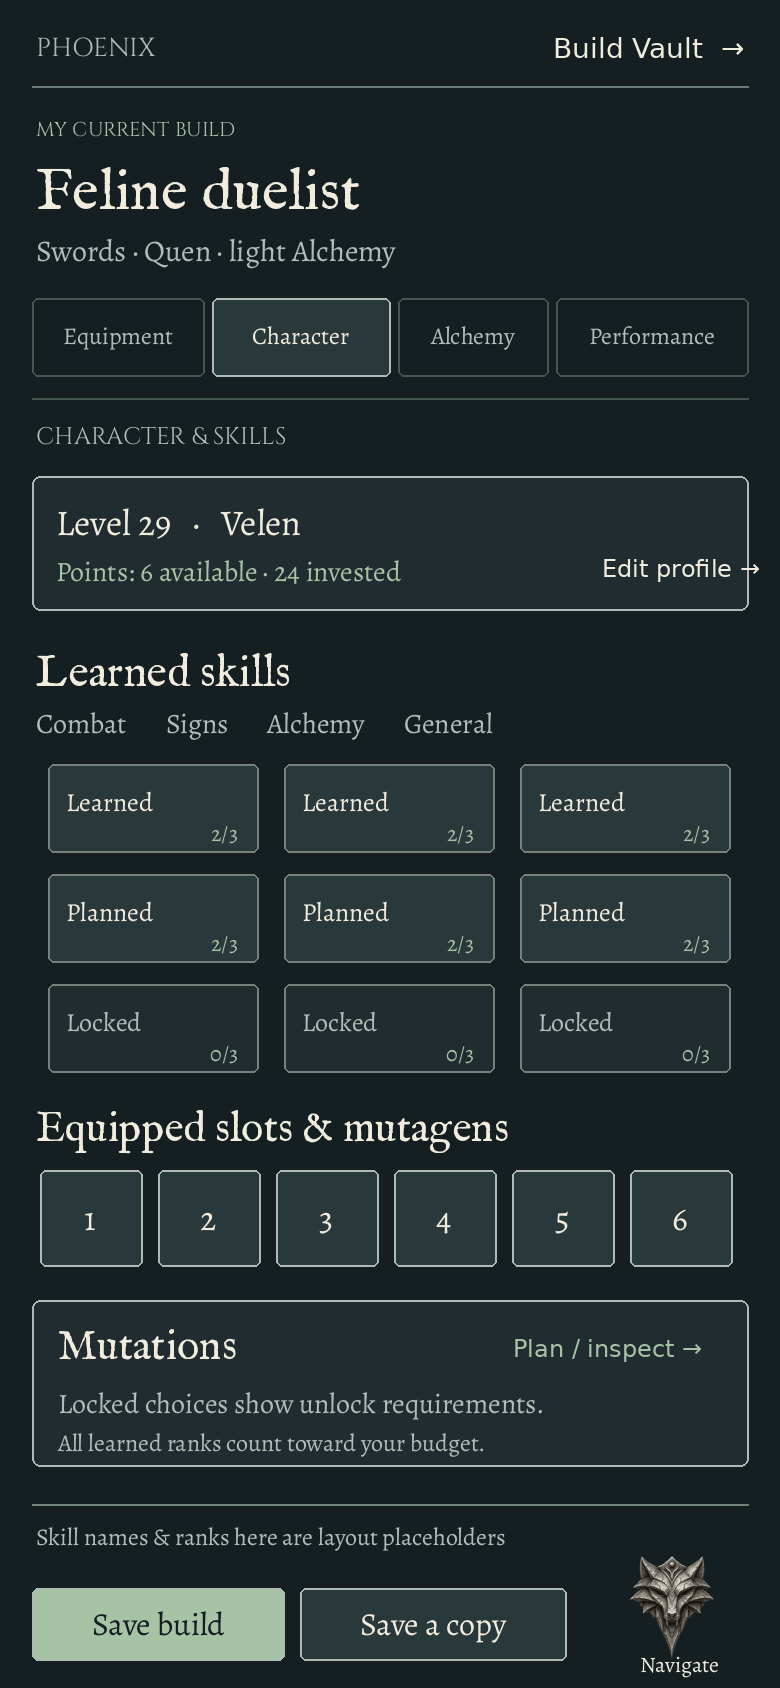 PHOENIX
Build Vault →
MY CURRENT BUILD
Feline duelist
Swords · Quen · light Alchemy
Equipment
Character
Alchemy
Performance
CHARACTER & SKILLS
Level 29 · Velen
Points: 6 available · 24 invested
Edit profile →
Learned skills
Combat Signs Alchemy General
Learned
2/3
Learned
2/3
Learned
2/3
Planned
2/3
Planned
2/3
Planned
2/3
Locked
0/3
Locked
0/3
Locked
0/3
Equipped slots & mutagens
1 2 3 4 5 6
Mutations
Plan / inspect →
Locked choices show unlock requirements.
All learned ranks count toward your budget.
Skill names & ranks here are layout placeholders
Save build
Save a copy
Navigate